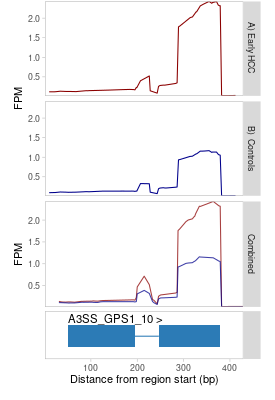 2.0
1.5
1.0
0.5
A) Early HCC
2.0
1.5
1.0
0.5
B) Controls
FPM
FPM
2.0
1.5
1.0
0.5
Combined
A3SS_GPS1_10 >
100
200
300
400
Distance from region start (bp)